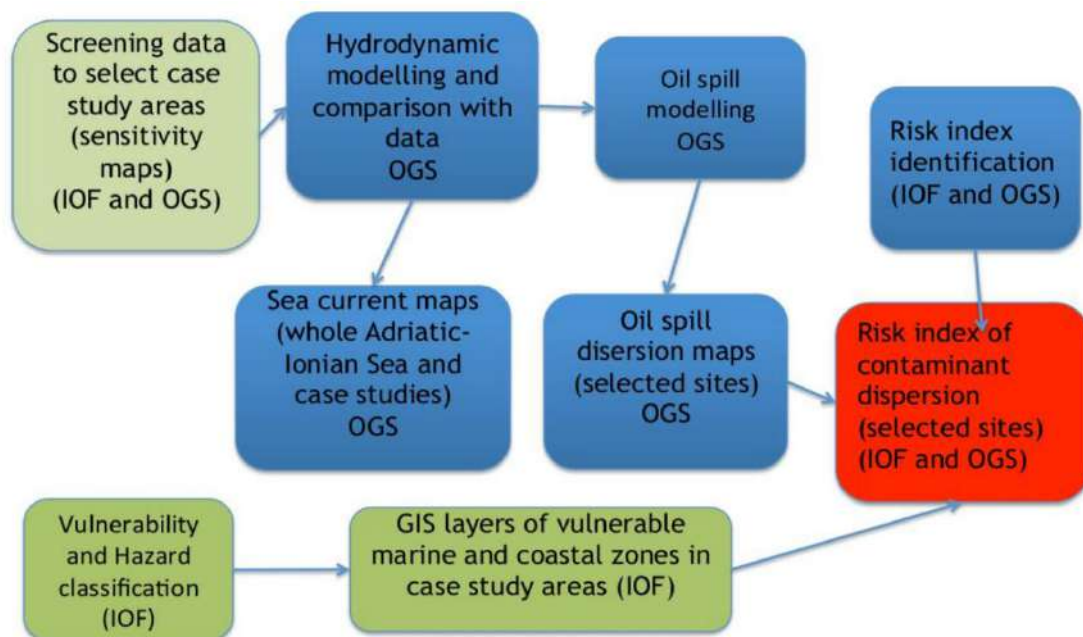 Screening data
to select case
study areas
(sensitivity
maps)
(IOF and OGS)
Hydrodynamic
modelling and
comparison with
data
OGS
Oil spill
modelling
OGS
Risk index
identification
(IOF and OGS)
Sea current maps
(whole Adriatic-
Ionian Sea and
case studies)
OGS
Oil spill
disersion maps
(selected sites)
OGS
Risk index of
contaminant
dispersion
(selected sites)
(IOF and OGS)
Vulnerability
and Hazard
classification
(IOF)
GIS layers of vulnerable
marine and coastal zones in
case study areas (IOF)